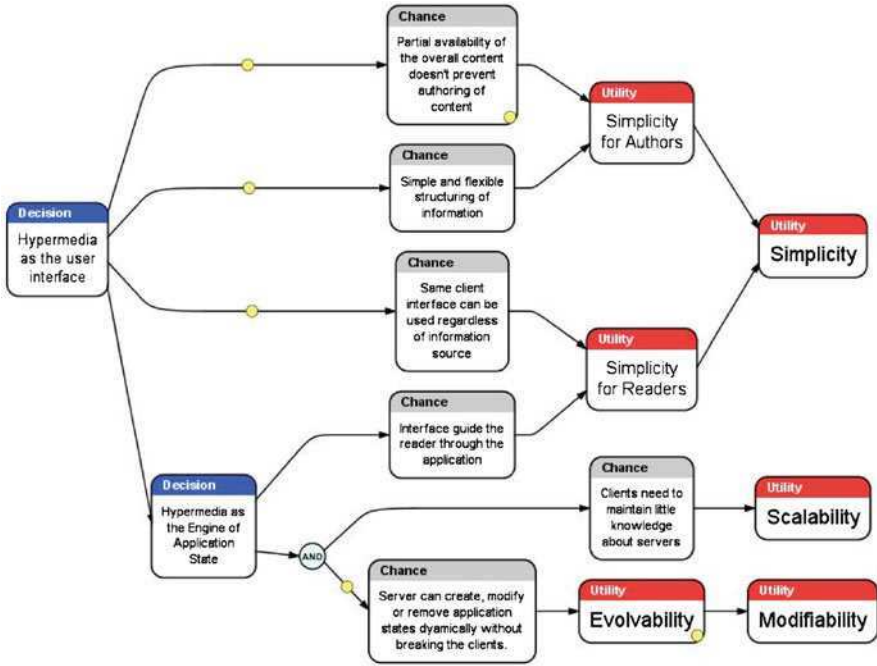 Chance
Partial availability of
the overall content
doesn't prevent
authoring of
content
Utility
Simplicity
for Authors
Chance
Simple and flexible
structuring of
information
Decision
Hypermedia
as the user
interface
Utility
Simplicity
Chance
Same client
interface can be
used regardless
of information
source
Utility
Simplicity
for Readers
Chance
Interface guide the
reader through the
application
Decision
Hypermedia as
the Engine of
Application
State
AND
Chance
Clients need to
maintain little
knowledge
about servers
Utility
Scalability
Chance
Server can create, modify
or remove application
states dyamically without
breaking the clients.
Utility
Evolvability
Utility
Modifiability